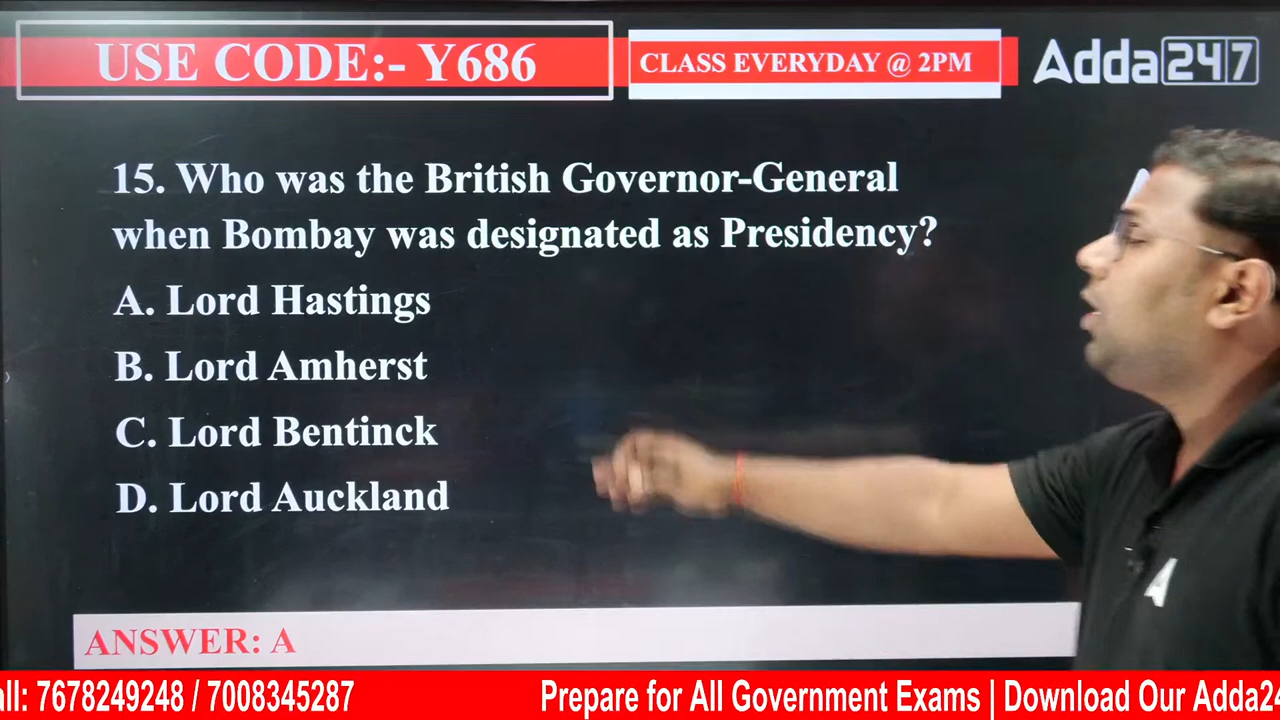 USE CODE:- Y686
CLASS EVERYDAY @ 2PM
Adda247
15. Who was the British Governor-General
when Bombay was designated as Presidency?
A. Lord Hastings
B. Lord Amherst
C. Lord Bentinck
D. Lord Auckland
ANSWER: A
all: 7678249248 / 7008345287
Prepare for All Government Exams | Download Our Adda24